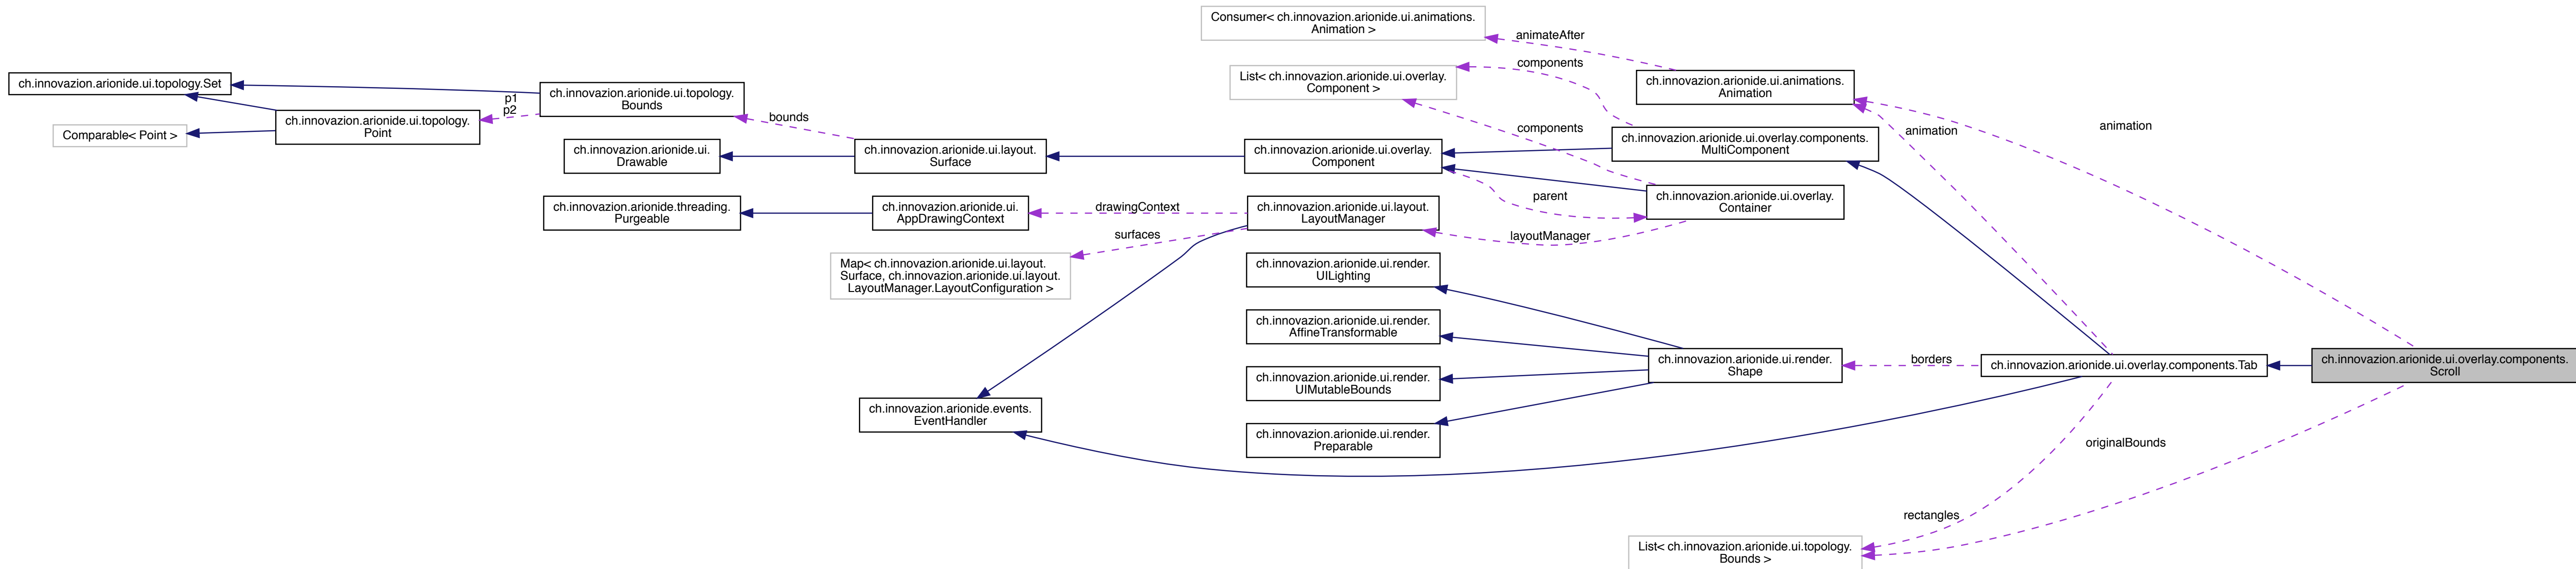 Consumer< ch.innovazion.arionide.ui.animations.
Animation >
animateAfter
ch.innovazion.arionide.ui.topology.Set
ch.innovazion.arionide.ui.topology.
Bounds
p1
p2
ch.innovazion.arionide.ui.topology.
Point
Comparable< Point >
bounds
List< ch.innovazion.arionide.ui.overlay.
Component >
components
components
ch.innovazion.arionide.ui.animations.
Animation
animation
animation
ch.innovazion.arionide.ui.
Drawable
ch.innovazion.arionide.ui.layout.
Surface
ch.innovazion.arionide.ui.overlay.
Component
ch.innovazion.arionide.ui.overlay.components.
MultiComponent
parent
ch.innovazion.arionide.ui.overlay.
Container
ch.innovazion.arionide.threading.
Purgeable
ch.innovazion.arionide.ui.
AppDrawingContext
drawingContext
ch.innovazion.arionide.ui.layout.
LayoutManager
layoutManager
surfaces
Map< ch.innovazion.arionide.ui.layout.
Surface, ch.innovazion.arionide.ui.layout.
LayoutManager.LayoutConfiguration >
ch.innovazion.arionide.ui.render.
UILighting
ch.innovazion.arionide.ui.render.
AffineTransformable
ch.innovazion.arionide.ui.render.
UIMutableBounds
ch.innovazion.arionide.ui.render.
Preparable
ch.innovazion.arionide.ui.render.
Shape
borders
ch.innovazion.arionide.ui.overlay.components.Tab
ch.innovazion.arionide.ui.overlay.components.
Scroll
ch.innovazion.arionide.events.
EventHandler
originalBounds
rectangles
List< ch.innovazion.arionide.ui.topology.
Bounds >